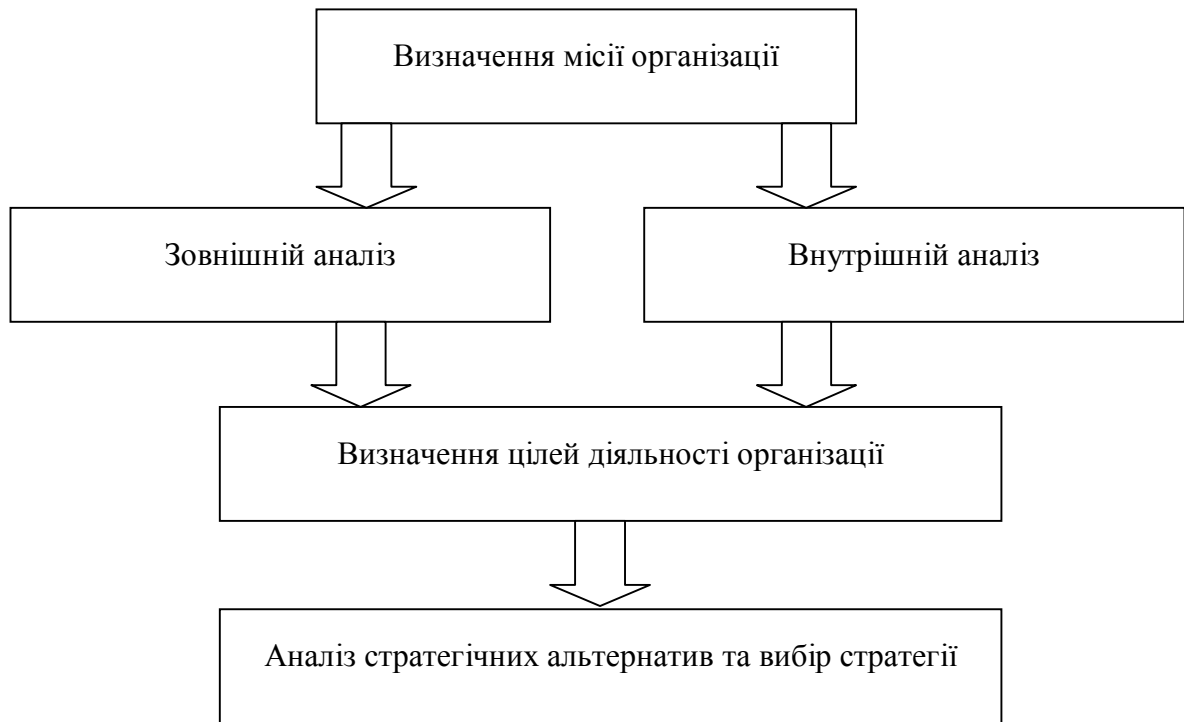 Визначення місії організації
Зовнішній аналіз
Внутрішній аналіз
Визначення цілей діяльності організації
Аналіз стратегічних альтернатив та вибір стратегії